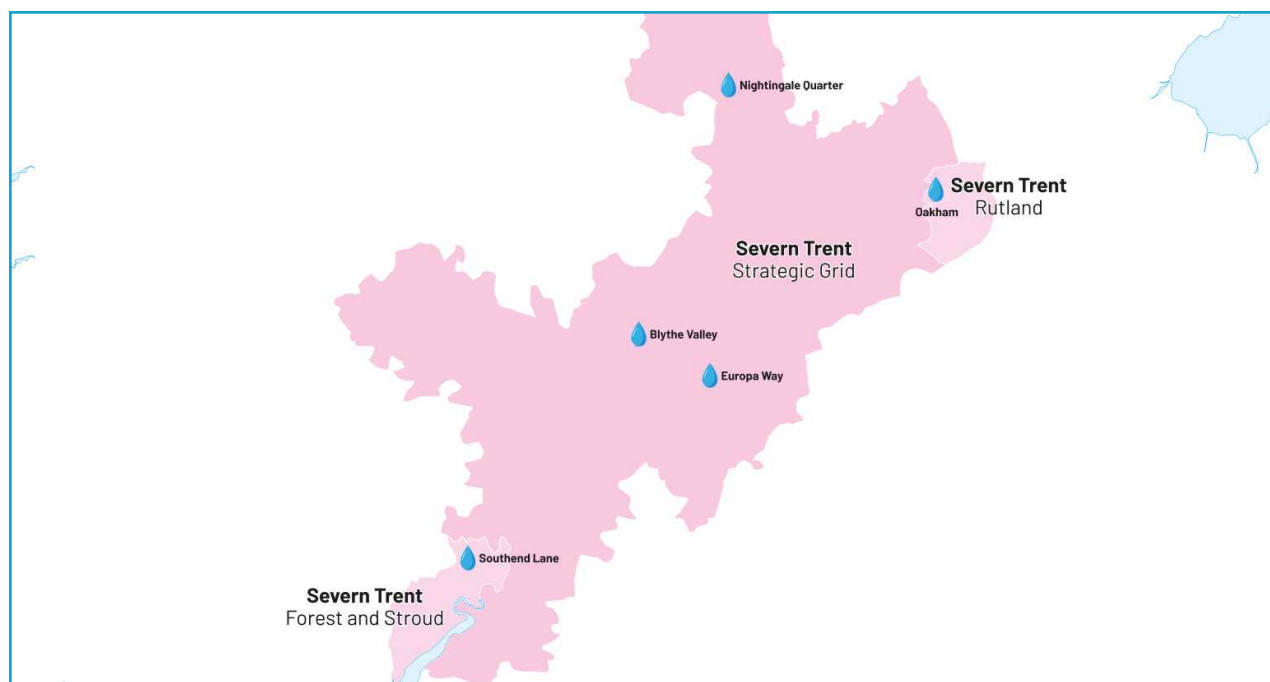 Nightingale Quarter
Severn Trent
Rutland
Oakham
Severn Trent
Strategic Grid
Blythe Valley
Europa Way
Southend Lane
Severn Trent
Forest and Stroud